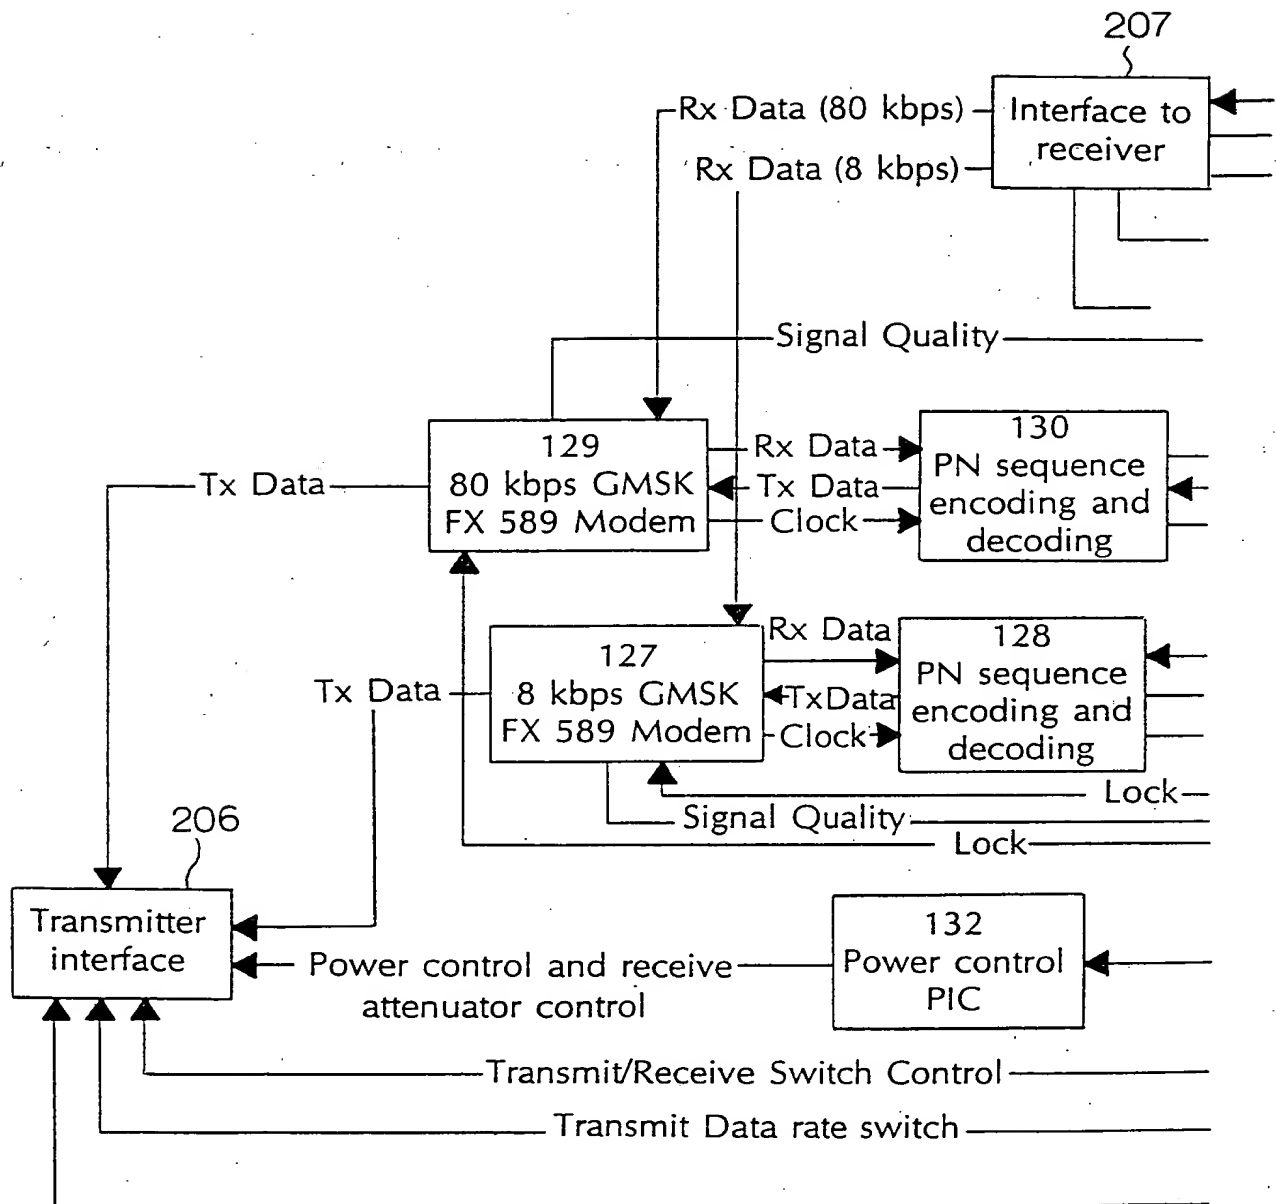 207
Rx Data (80 kbps)
Interface to
receiver
Rx Data (8 kbps)
Signal Quality
129
80 kbps GMSK
FX 589 Modem
Tx Data
Rx Data
Tx Data
Clock
130
PN sequence
encoding and
decoding
127
8 kbps GMSK
FX 589 Modem
Tx Data
Rx Data
TxData
Clock
128
PN sequence
encoding and
decoding
Lock
Signal Quality
Lock
206
Transmitter
interface
Power control and receive
attenuator control
132
Power control
PIC
Transmit/Receive Switch Control
Transmit Data rate switch